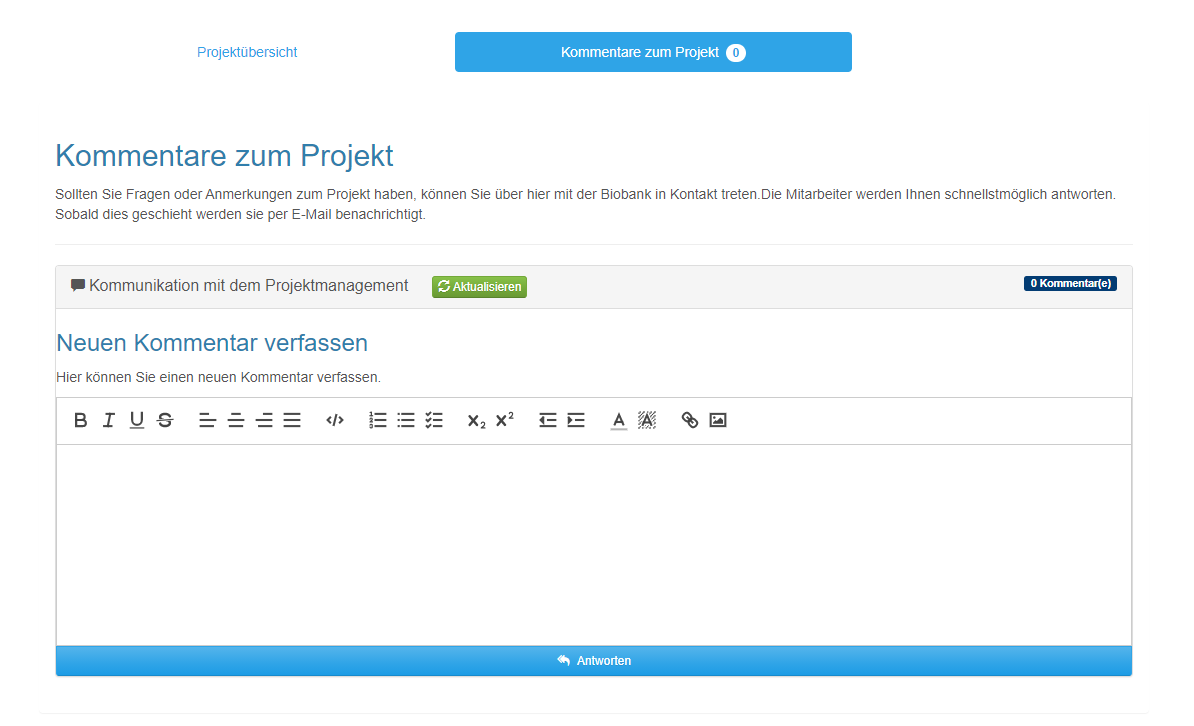 Projektübersicht
Kommentare zum Projekt 0
Kommentare zum Projekt
Sollten Sie Fragen oder Anmerkungen zum Projekt haben, können Sie über hier mit der Biobank in Kontakt treten.Die Mitarbeiter werden Ihnen schnellstmöglich antworten.
Sobald dies geschieht werden sie per E-Mail benachrichtigt.
Kommunikation mit dem Projektmanagement
Aktualisieren
0 Kommentar(e)
Neuen Kommentar verfassen
Hier können Sie einen neuen Kommentar verfassen.
Antworten